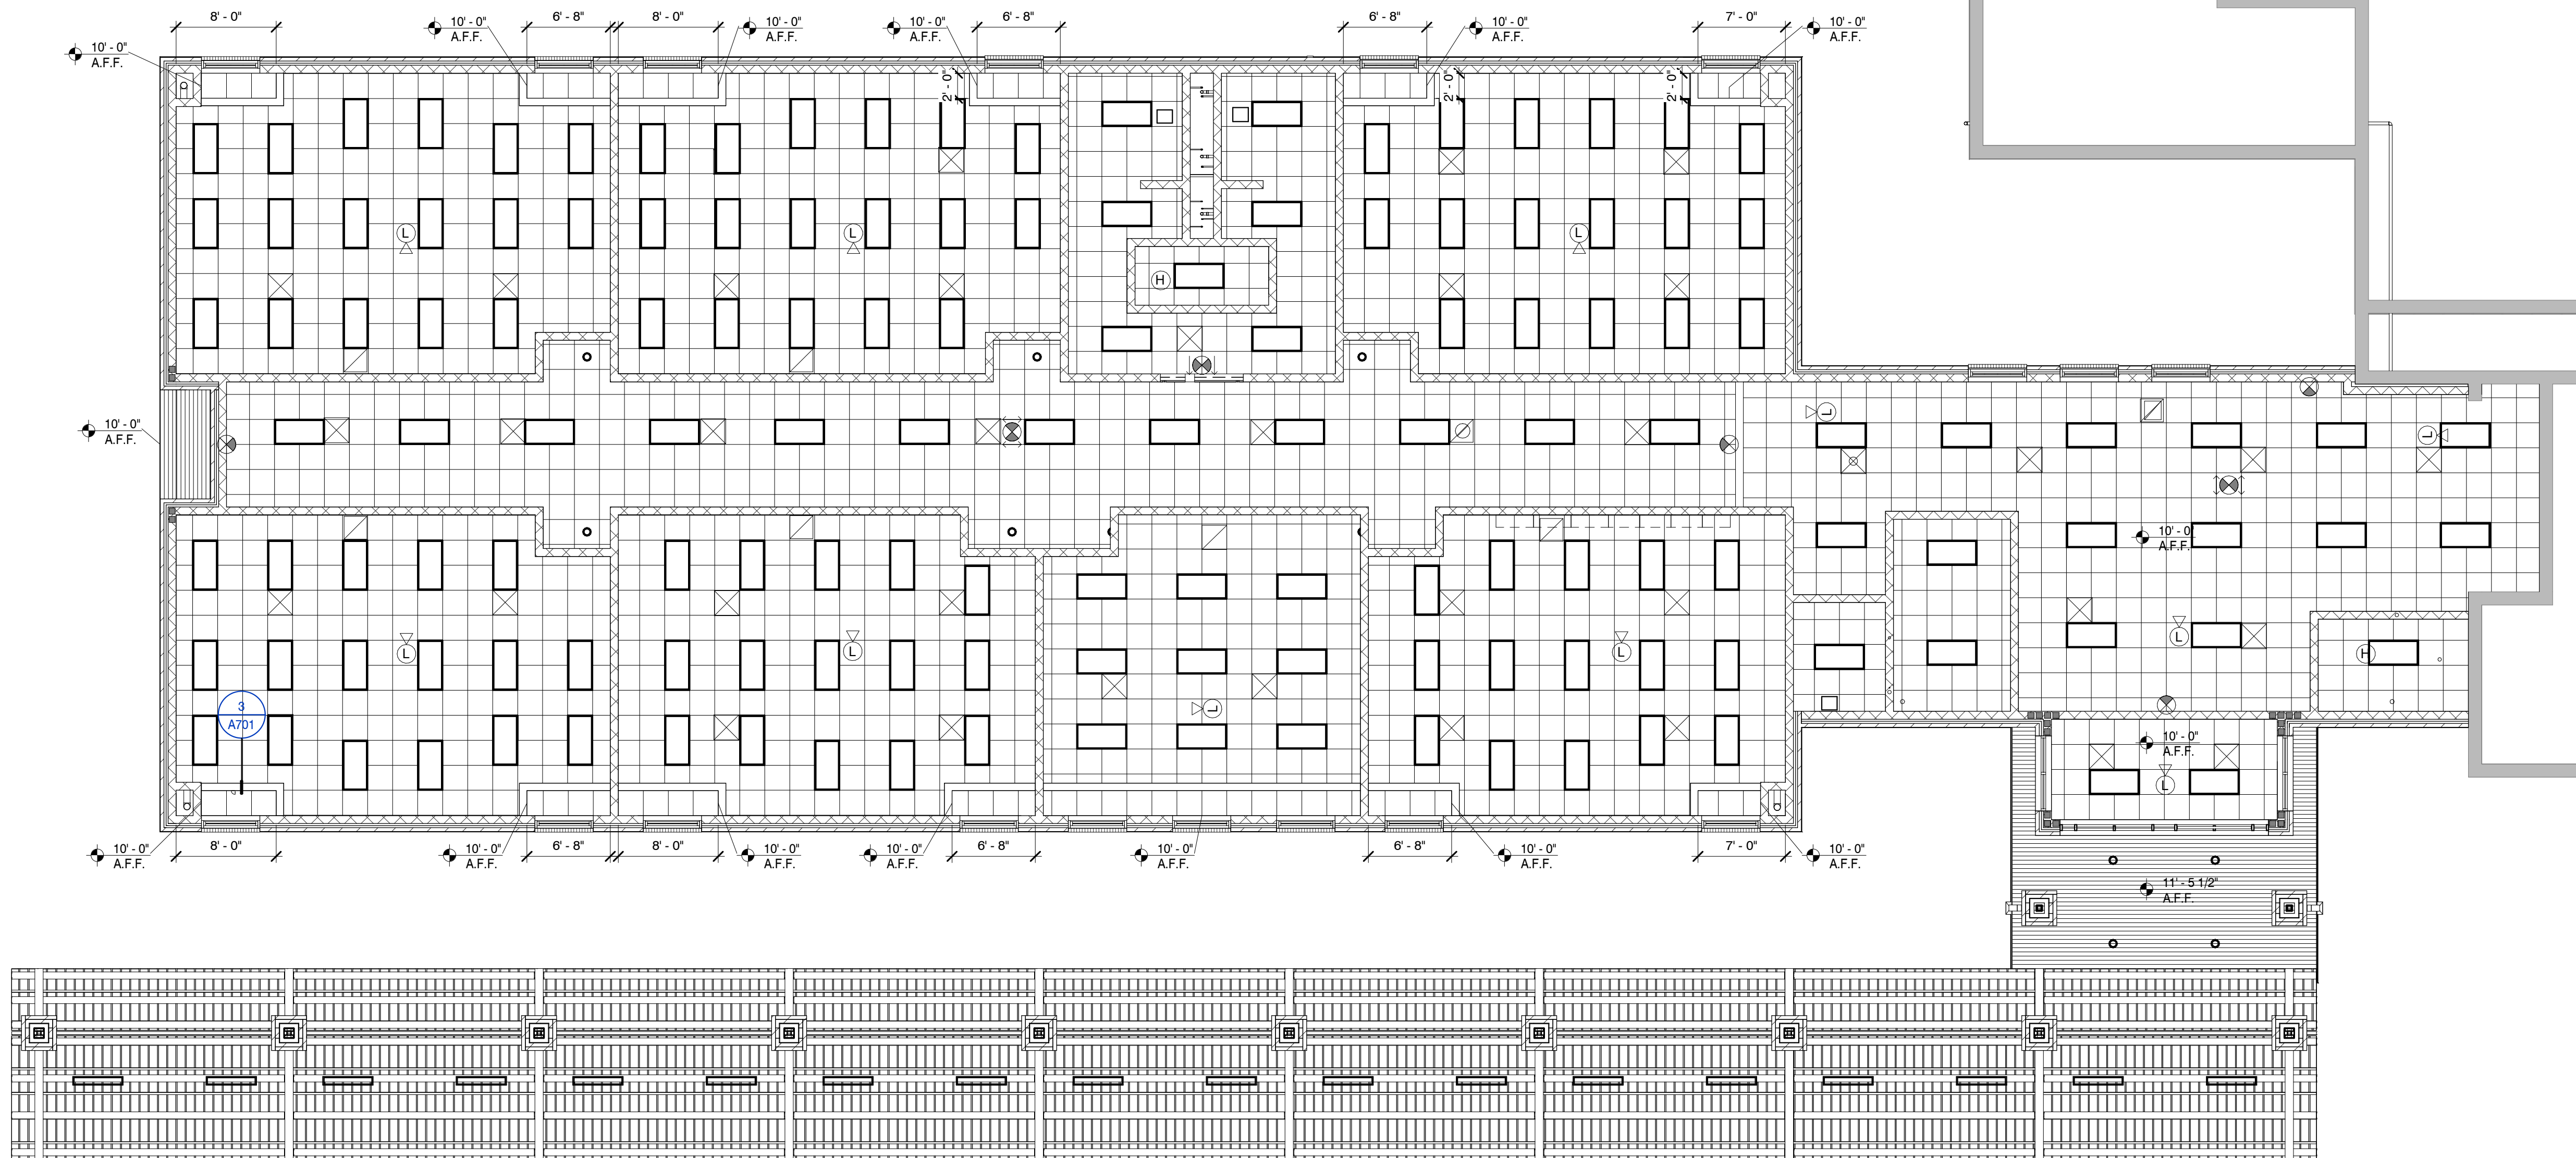 8' - 0"
10' - 0"
A.F.F.
6' - 8"
8' - 0"
10' - 0"
A.F.F.
10' - 0"
A.F.F.
6' - 8"
6' - 8"
10' - 0"
A.F.F.
7' - 0"
10' - 0"
A.F.F.
10' - 0"
A.F.F.
2' - 0"
2' - 0"
2' - 0"
L
L
L
H
10' - 0"
A.F.F.
L
L
10' - 0"
A.F.F.
L
L
L
L
H
3
A701
L
10' - 0"
A.F.F.
L
10' - 0"
A.F.F.
8' - 0"
10' - 0"
A.F.F.
6' - 8"
8' - 0"
10' - 0"
A.F.F.
10' - 0"
A.F.F.
6' - 8"
10' - 0"
A.F.F.
6' - 8"
10' - 0"
A.F.F.
7' - 0"
10' - 0"
A.F.F.
11' - 5 1/2"
A.F.F.